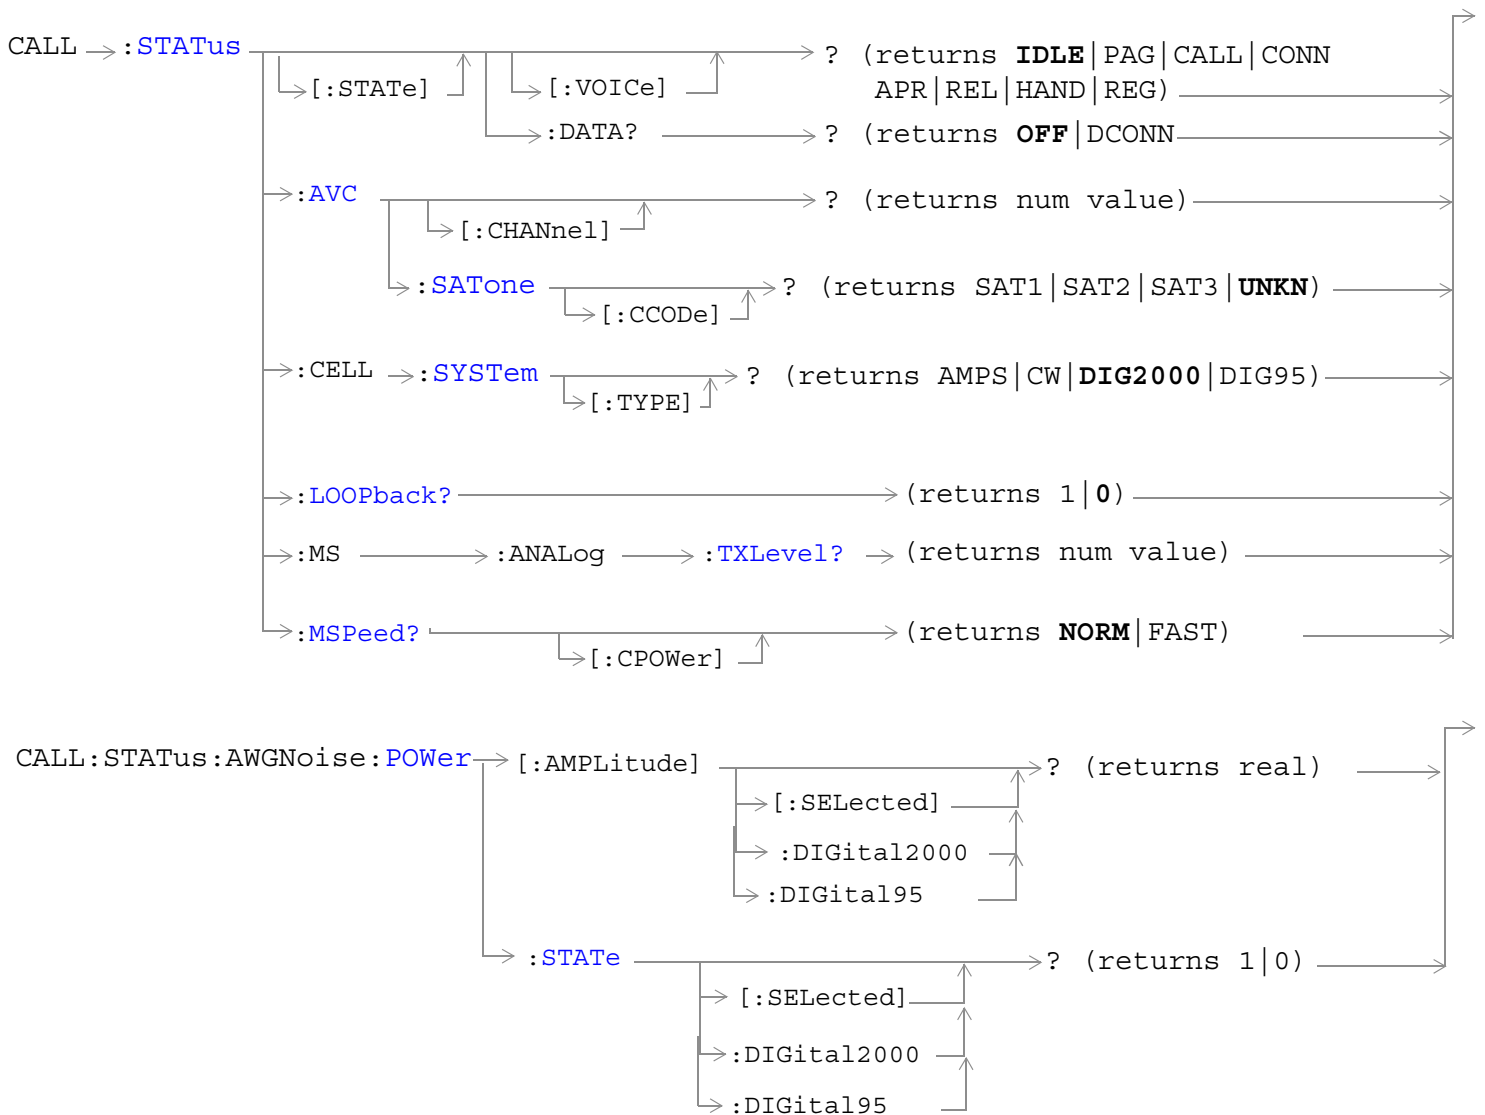 CALL :STATus ? (returns IDLE|PAG|CALL|CONN
[:STATe] [:VOICe] APR|REL|HAND|REG)
:DATA? ? (returns OFF|DCONN
:AVC ? (returns num value)
[:CHANnel]
:SATone ? (returns SAT1|SAT2|SAT3|UNKN)
[:CCODe]
:CELL :SYSTem ? (returns AMPS|CW|DIG2000|DIG95)
[:TYPE]
:LOOPback? (returns 1|0)
:MS :ANALog :TXLevel? (returns num value)
:MSPeed? (returns NORM|FAST)
[:CPOWer]
CALL:STATus:AWGNoise:POWer [:AMPLitude] ? (returns real)
[:SELected]
:DIGital2000
:DIGital95
:STATe ? (returns 1|0)
[:SELected]
:DIGital2000
:DIGital95